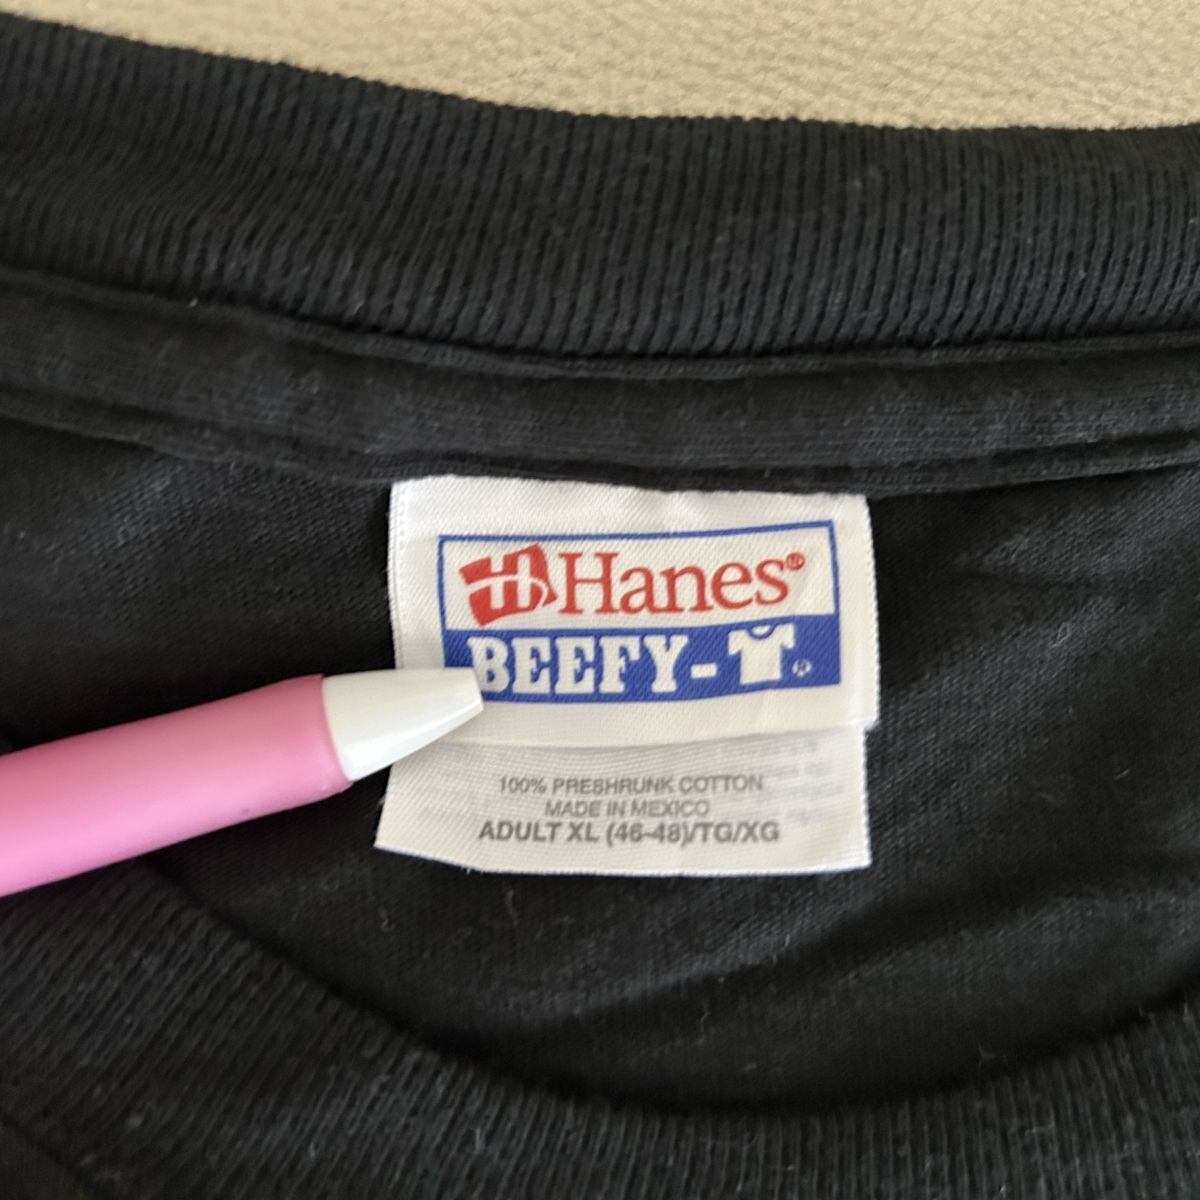 Hanes®
BEEFY-T®
100% PRESHRUNK COTTON
MADE IN MEXICO
ADULT XL (46-48)/TG/XG